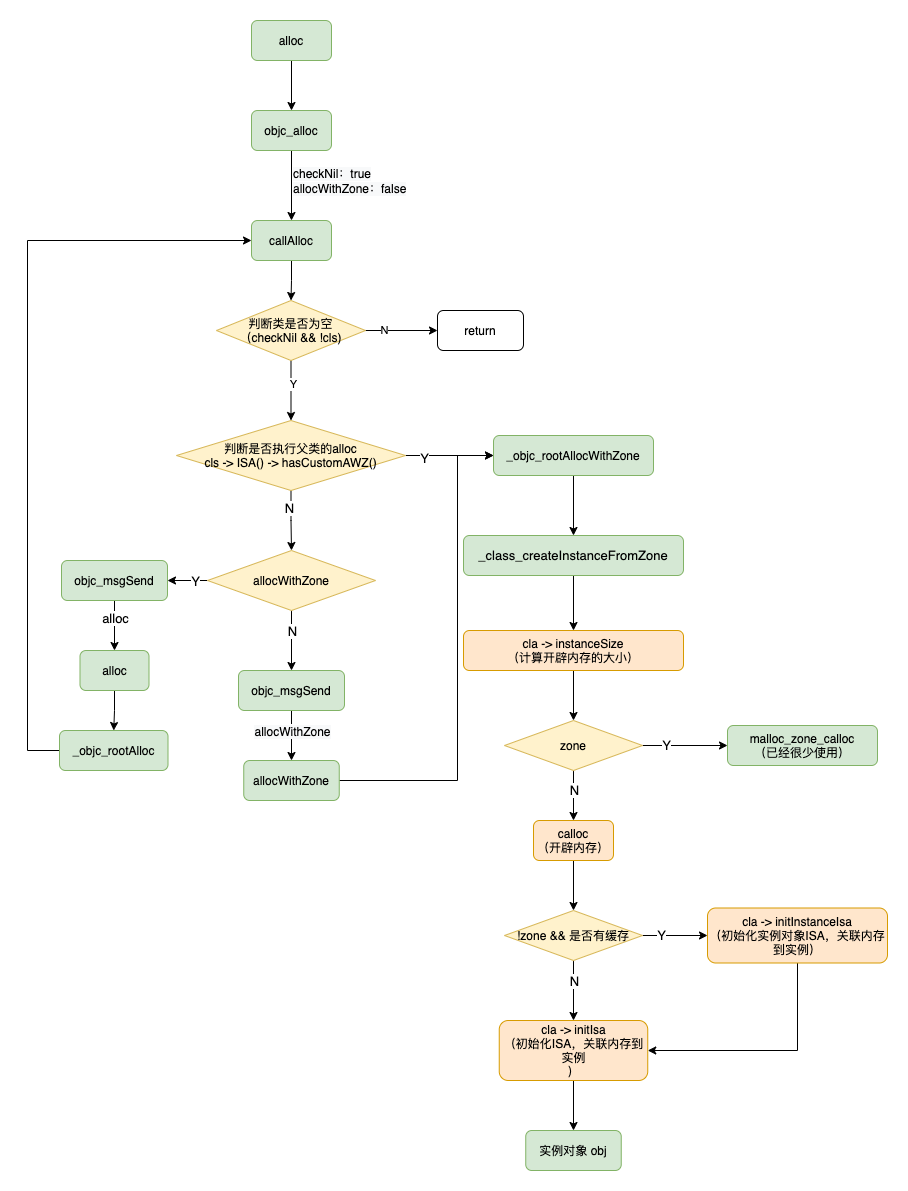 alloc
objc_alloc
checkNil：true
allocWithZone：false
callAlloc
判断类是否为空
（checkNil && !cls)
N
return
Y
判断是否执行父类的alloc
cls -> ISA() -> hasCustomAWZ()
Y
_objc_rootAllocWithZone
N
_class_createInstanceFromZone
objc_msgSend
Y
allocWithZone
alloc
N
cla -> instanceSize
（计算开辟内存的大小）
alloc
objc_msgSend
allocWithZone
_objc_rootAlloc
zone
Y
malloc_zone_calloc
（已经很少使用）
allocWithZone
N
calloc
（开辟内存）
!zone && 是否有缓存
Y
cla -> initInstanceIsa
（初始化实例对象ISA，关联内存
到实例)
N
cla -> initIsa
（初始化ISA，关联内存到
实例
)
实例对象 obj